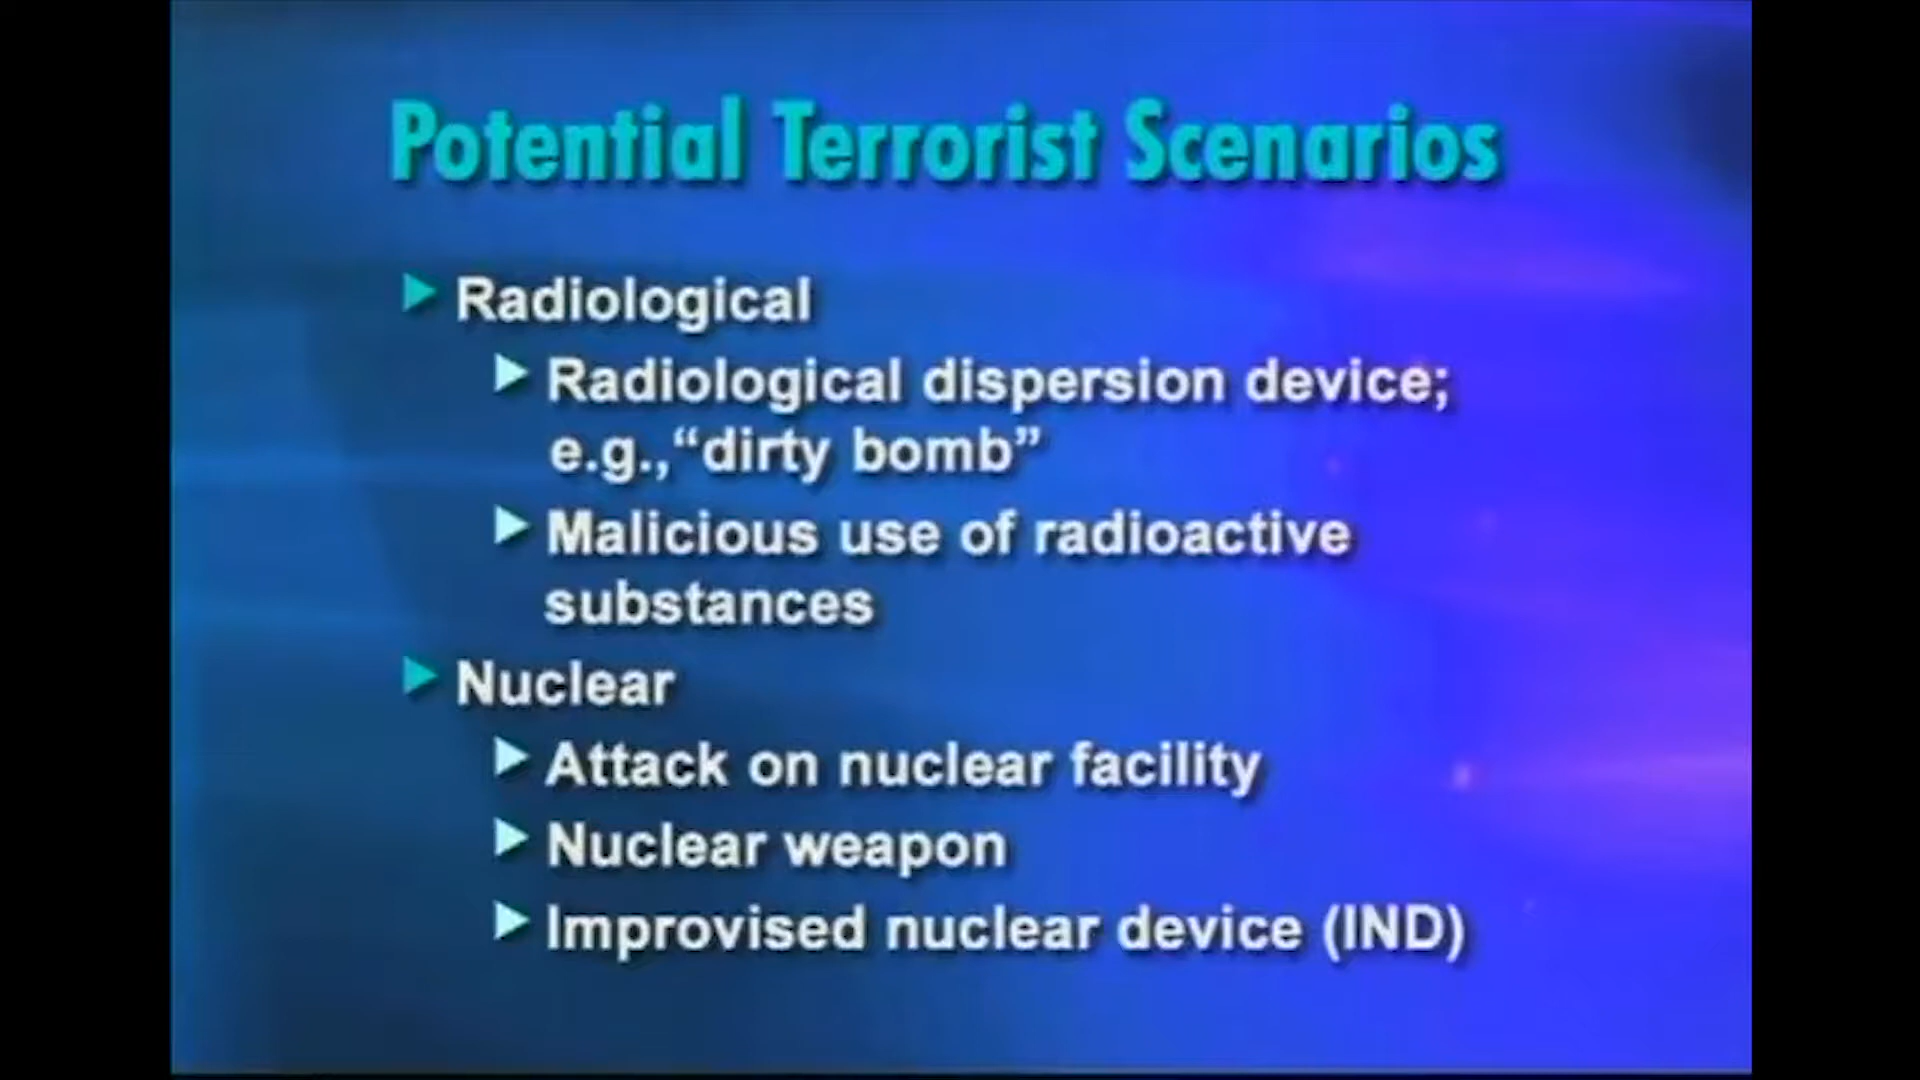 Potential Terrorist Scenarios
Radiological
Radiological dispersion device;
e.g.,“dirty bomb”
Malicious use of radioactive
substances
Nuclear
Attack on nuclear facility
Nuclear weapon
Improvised nuclear device (IND)